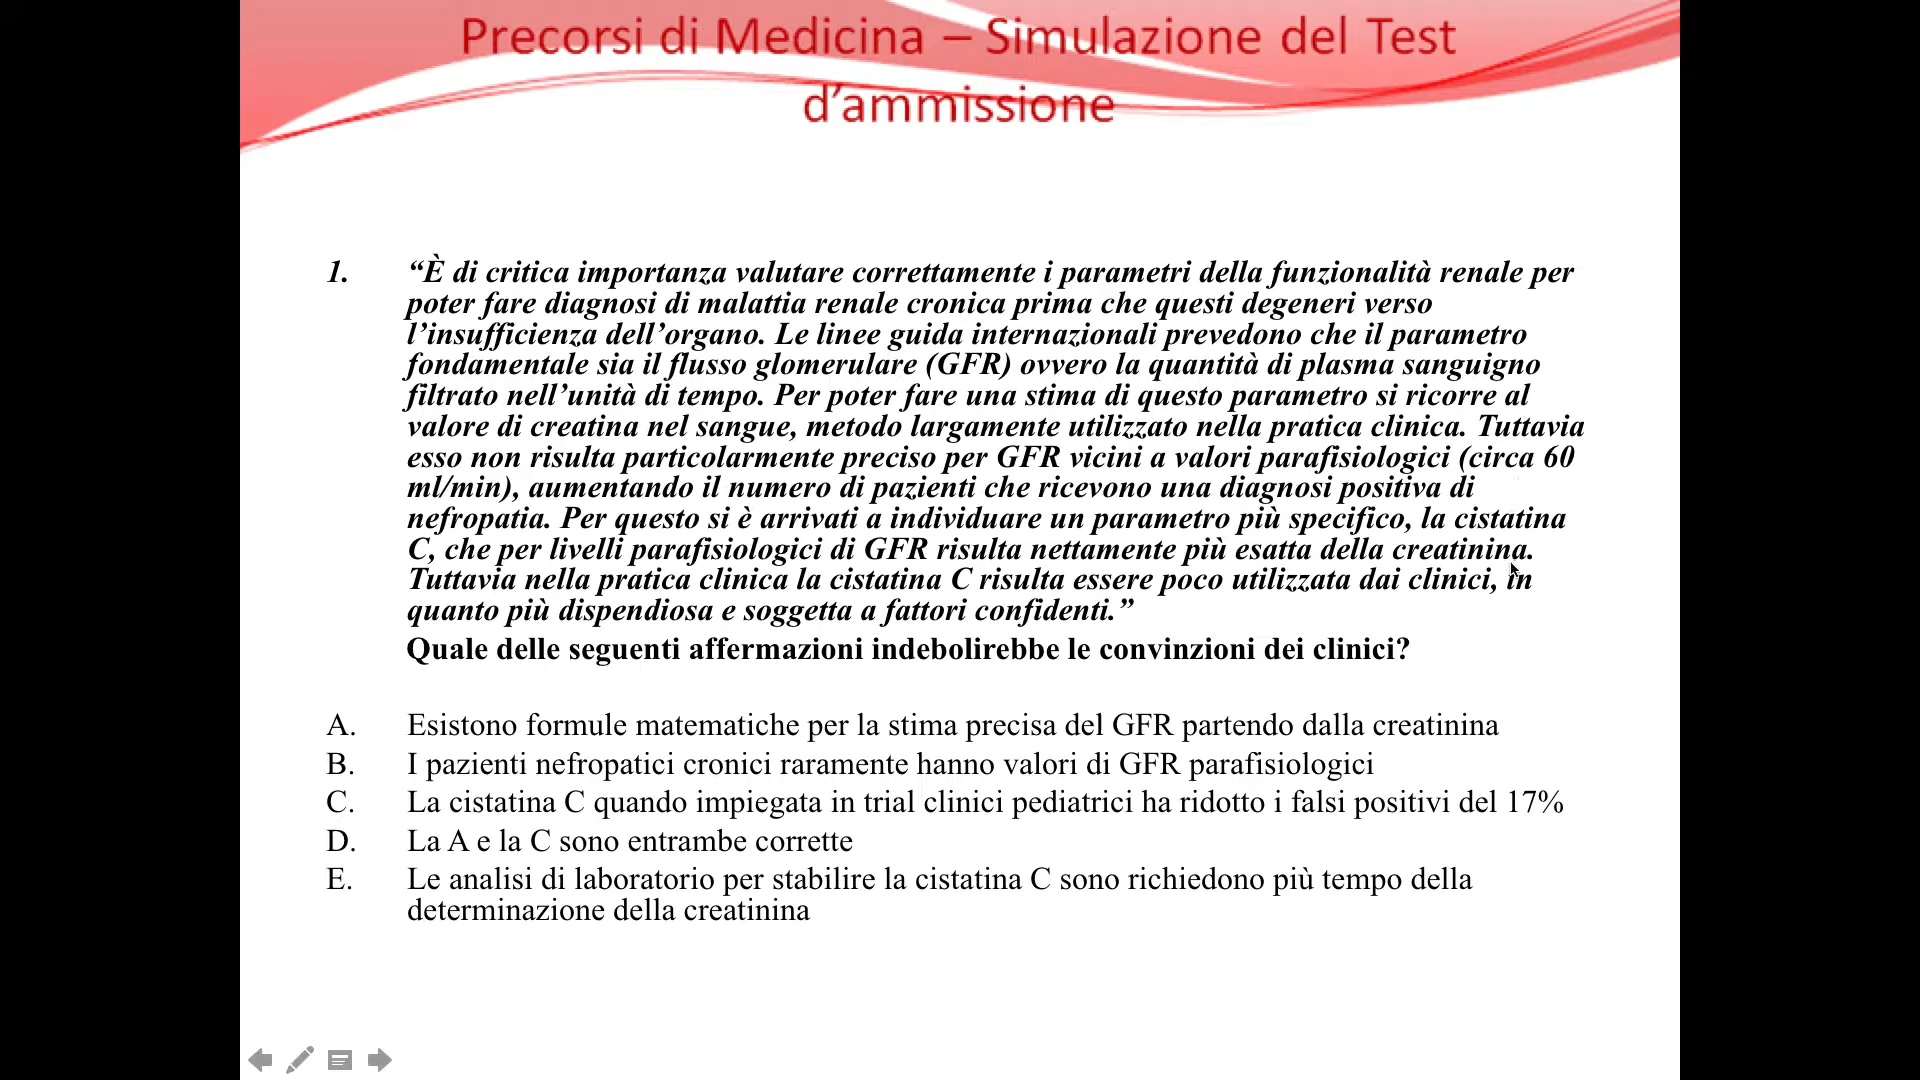 Precorsi di Medicina – Simulazione del Test
d’ammissione
1. “È di critica importanza valutare correttamente i parametri della funzionalità renale per
poter fare diagnosi di malattia renale cronica prima che questi degeneri verso
l’insufficienza dell’organo. Le linee guida internazionali prevedono che il parametro
fondamentale sia il flusso glomerulare (GFR) ovvero la quantità di plasma sanguigno
filtrato nell’unità di tempo. Per poter fare una stima di questo parametro si ricorre al
valore di creatina nel sangue, metodo largamente utilizzato nella pratica clinica. Tuttavia
esso non risulta particolarmente preciso per GFR vicini a valori parafisiologici (circa 60
ml/min), aumentando il numero di pazienti che ricevono una diagnosi positiva di
nefropatia. Per questo si è arrivati a individuare un parametro più specifico, la cistatina
C, che per livelli parafisiologici di GFR risulta nettamente più esatta della creatinina.
Tuttavia nella pratica clinica la cistatina C risulta essere poco utilizzata dai clinici, in
quanto più dispendiosa e soggetta a fattori confidenti.”
Quale delle seguenti affermazioni indebolirebbe le convinzioni dei clinici?
A. Esistono formule matematiche per la stima precisa del GFR partendo dalla creatinina
B. I pazienti nefropatici cronici raramente hanno valori di GFR parafisiologici
C. La cistatina C quando impiegata in trial clinici pediatrici ha ridotto i falsi positivi del 17%
D. La A e la C sono entrambe corrette
E. Le analisi di laboratorio per stabilire la cistatina C sono richiedono più tempo della
determinazione della creatinina